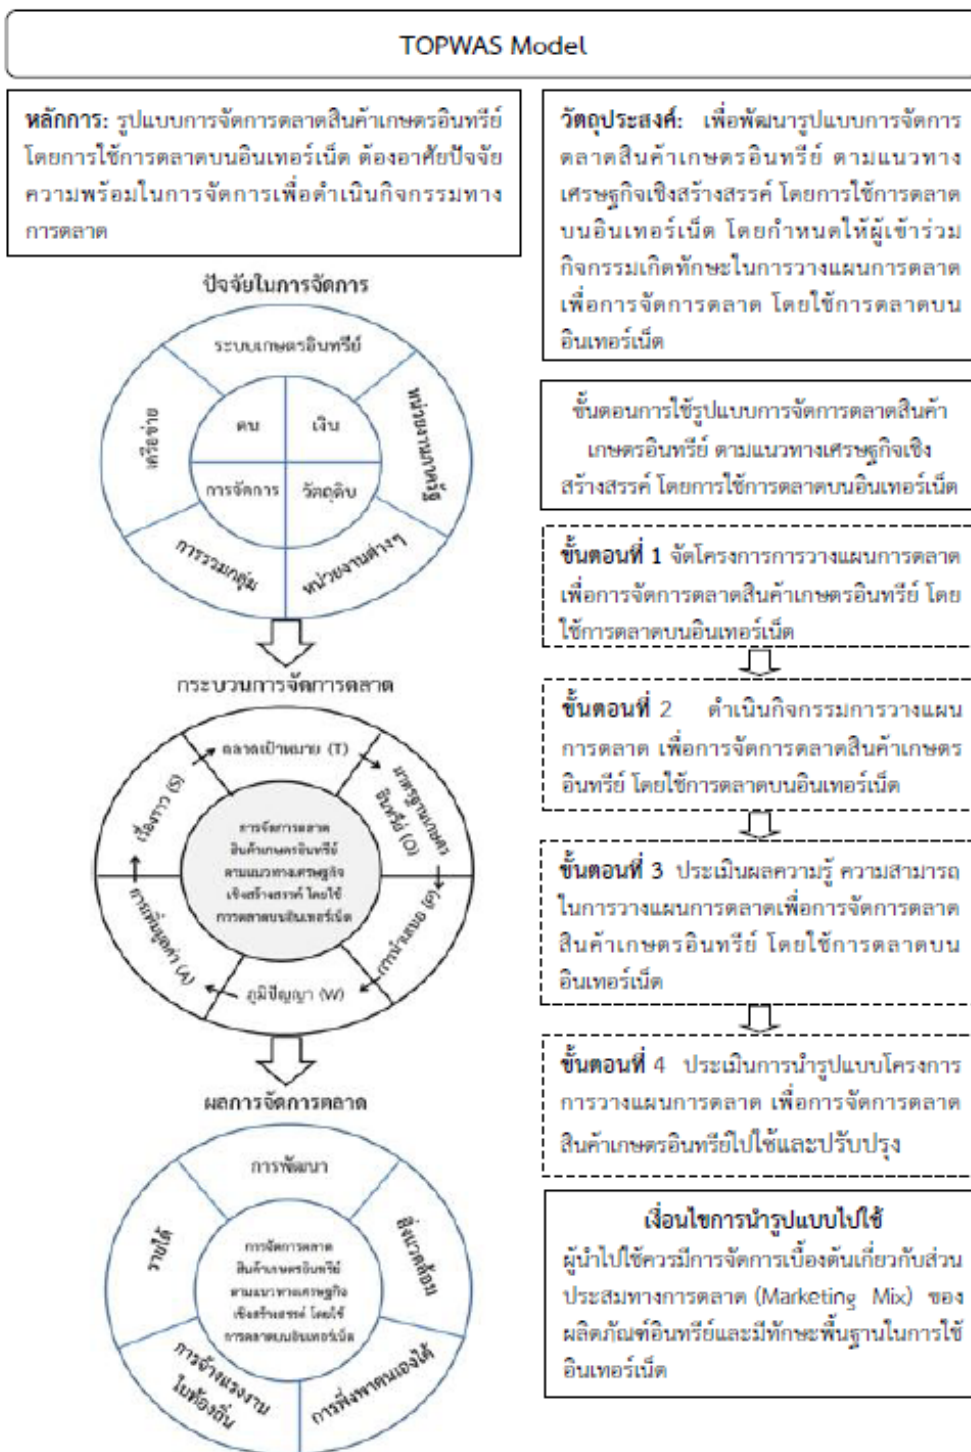 TOPWAS Model
หลักการ: รูปแบบการจัดการตลาดสินค้าเกษตรอินทรีย์
โดยการใช้การตลาดบนอินเทอร์เน็ต ต้องอาศัยปัจจัย
ความพร้อมในการจัดการเพื่อดำเนินกิจกรรมทาง
การตลาด
ปัจจัยในการจัดการ
ระบบเกษตรอินทรีย์
หน่วยงานภาครัฐ
หน่วยงานต่างๆ
การรวมกลุ่ม
เครือข่าย
คน
เงิน
การจัดการ
วัตถุดิบ
กระบวนการจัดการตลาด
ตลาดเป้าหมาย (T)
มาตรฐานเกษตร
อินทรีย์ (O)
การนำเสนอ (P)
ภูมิปัญญา (W)
การเพิ่มมูลค่า (A)
เรื่องราว (S)
การจัดการตลาด
สินค้าเกษตรอินทรีย์
ตามแนวทางเศรษฐกิจ
เชิงสร้างสรรค์ โดยใช้
การตลาดบนอินเทอร์เน็ต
ผลการจัดการตลาด
การพัฒนา
สิ่งแวดล้อม
การพึ่งพาตนเองได้
การจ้างแรงงาน
ในท้องถิ่น
รายได้
การจัดการตลาด
สินค้าเกษตรอินทรีย์
ตามแนวทางเศรษฐกิจ
เชิงสร้างสรรค์ โดยใช้
การตลาดบนอินเทอร์เน็ต
วัตถุประสงค์: เพื่อพัฒนารูปแบบการจัดการ
ตลาดสินค้าเกษตรอินทรีย์ ตามแนวทาง
เศรษฐกิจเชิงสร้างสรรค์ โดยการใช้การตลาด
บนอินเทอร์เน็ต โดยกำหนดให้ผู้เข้าร่วม
กิจกรรมเกิดทักษะในการวางแผนการตลาด
เพื่อการจัดการตลาด โดยใช้การตลาดบน
อินเทอร์เน็ต
ขั้นตอนการใช้รูปแบบการจัดการตลาดสินค้า
เกษตรอินทรีย์ ตามแนวทางเศรษฐกิจเชิง
สร้างสรรค์ โดยการใช้การตลาดบนอินเทอร์เน็ต
ขั้นตอนที่ 1 จัดโครงการการวางแผนการตลาด
เพื่อการจัดการตลาดสินค้าเกษตรอินทรีย์ โดย
ใช้การตลาดบนอินเทอร์เน็ต
ขั้นตอนที่ 2 ดำเนินกิจกรรมการวางแผน
การตลาด เพื่อการจัดการตลาดสินค้าเกษตร
อินทรีย์ โดยใช้การตลาดบนอินเทอร์เน็ต
ขั้นตอนที่ 3 ประเมินผลความรู้ ความสามารถ
ในการวางแผนการตลาดเพื่อการจัดการตลาด
สินค้าเกษตรอินทรีย์ โดยใช้การตลาดบน
อินเทอร์เน็ต
ขั้นตอนที่ 4 ประเมินการนำรูปแบบโครงการ
การวางแผนการตลาด เพื่อการจัดการตลาด
สินค้าเกษตรอินทรีย์ไปใช้และปรับปรุง
เงื่อนไขการนำรูปแบบไปใช้
ผู้นำไปใช้ควรมีการจัดการเบื้องต้นเกี่ยวกับส่วน
ประสมทางการตลาด (Marketing Mix) ของ
ผลิตภัณฑ์อินทรีย์และมีทักษะพื้นฐานในการใช้
อินเทอร์เน็ต